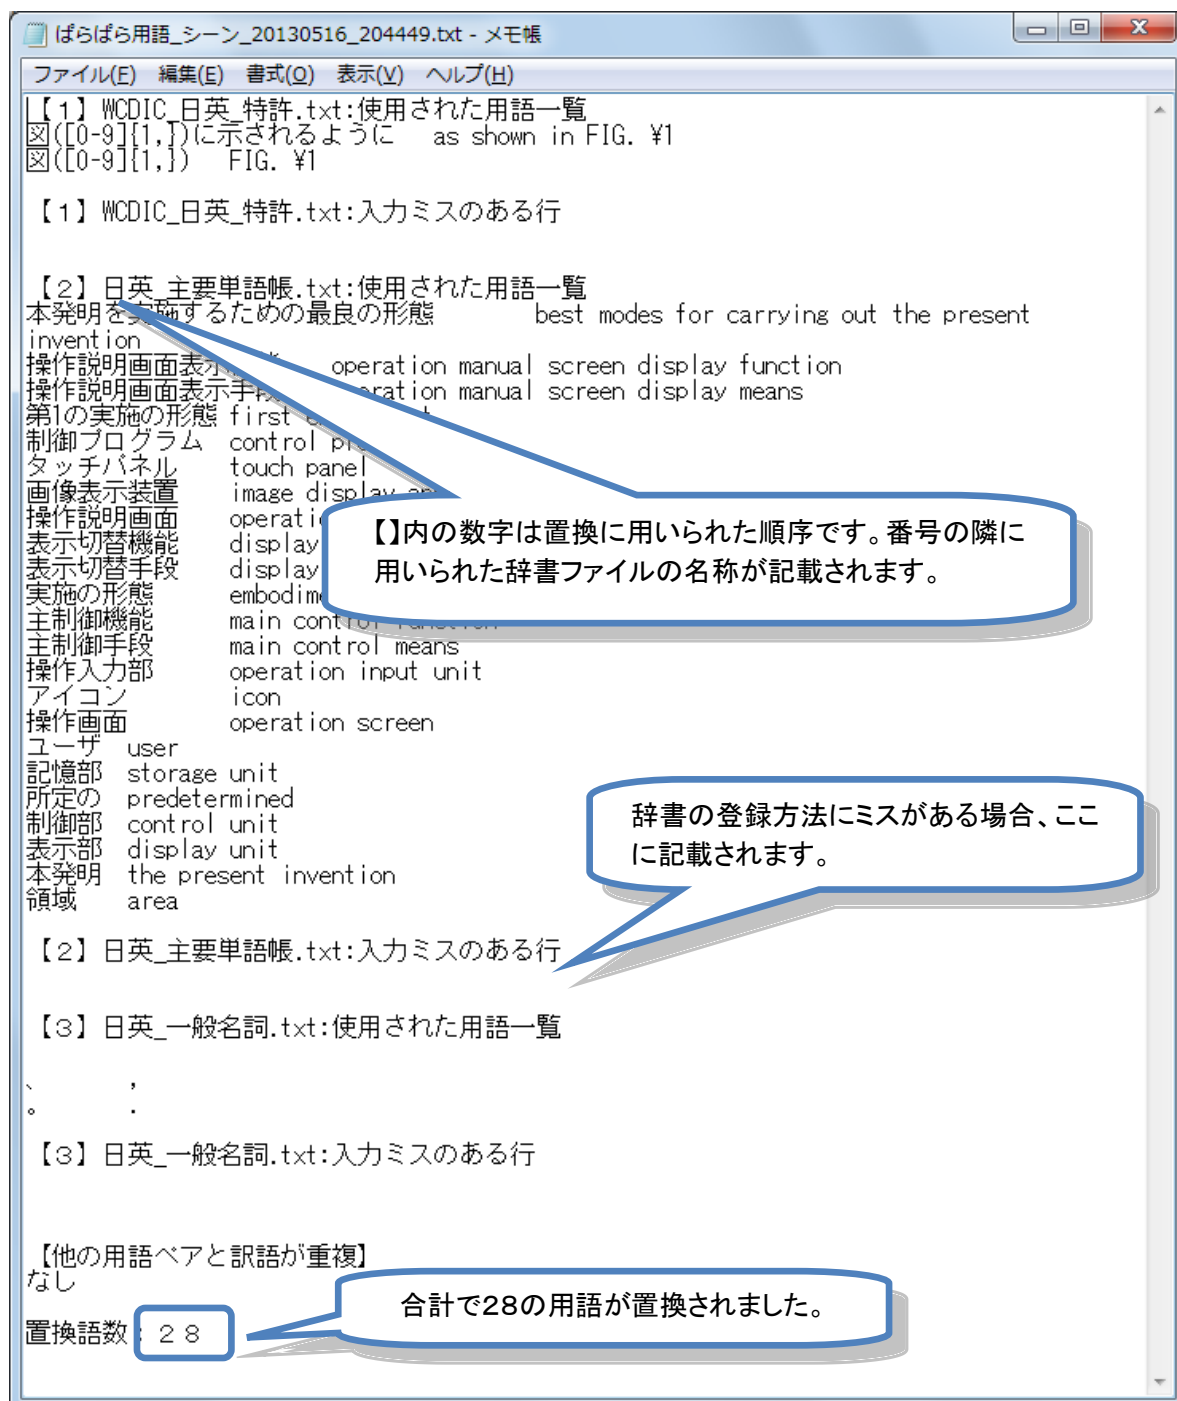 ぱらぱら用語_シーン_20130516_204449.txt - メモ帳
ファイル(F) 編集(E) 書式(O) 表示(V) ヘルプ(H)
【1】WCDIC_日英_特許.txt:使用された用語一覧
図([0-9]{1,})に示されるように as shown in FIG. ¥1
図([0-9]{1,}) FIG. ¥1
【1】WCDIC_日英_特許.txt:入力ミスのある行
【2】日英_主要単語帳.txt:使用された用語一覧
本発明を実施するための最良の形態 best modes for carrying out the present
invention
操作説明画面表示 operation manual screen display function
操作説明画面表示手段 operation manual screen display means
第1の実施の形態 first
制御プログラム control
タッチパネル touch panel
画像表示装置 image display
操作説明画面
表示切替機能 display
表示切替手段 display
実施の形態
主制御機能 main control function
主制御手段 main control means
操作入力部 operation input unit
アイコン icon
操作画面 operation screen
ユーザ user
記憶部 storage unit
所定の predetermined
制御部 control unit
表示部 display unit
本発明 the present invention
領域 area
【】内の数字は置換に用いられた順序です。番号の隣に
用いられた辞書ファイルの名称が記載されます。
辞書の登録方法にミスがある場合、ここ
に記載されます。
【2】日英_主要単語帳.txt:入力ミスのある行
【3】日英_一般名詞.txt:使用された用語一覧
、 ,
。 .
【3】日英_一般名詞.txt:入力ミスのある行
【他の用語ペアと訳語が重複】
なし
合計で28の用語が置換されました。
置換語数:28